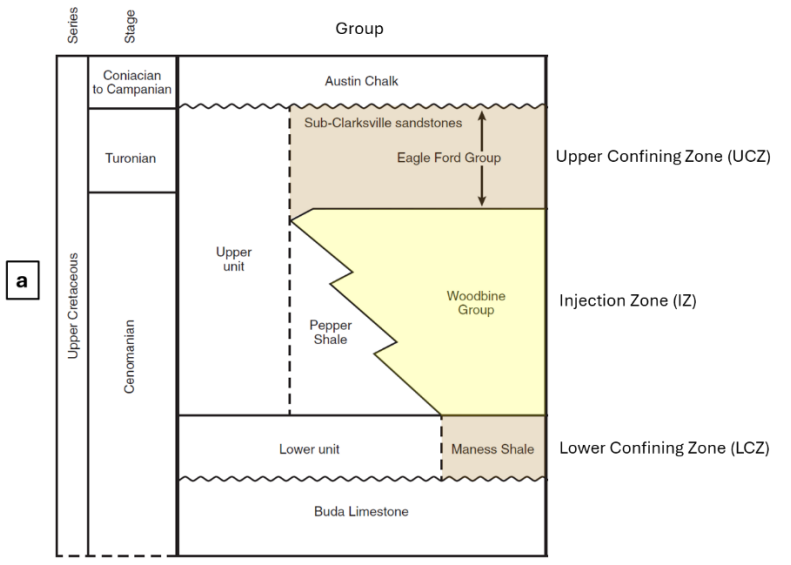 Series
Stage
Group
Coniacian
to Campanian
Austin Chalk
Sub-Clarksville sandstones
Turonian
Eagle Ford Group
Upper Confining Zone (UCZ)
a
Upper Cretaceous
Cenomanian
Upper
unit
Woodbine
Group
Injection Zone (IZ)
Pepper
Shale
Lower unit
Maness Shale
Lower Confining Zone (LCZ)
Buda Limestone